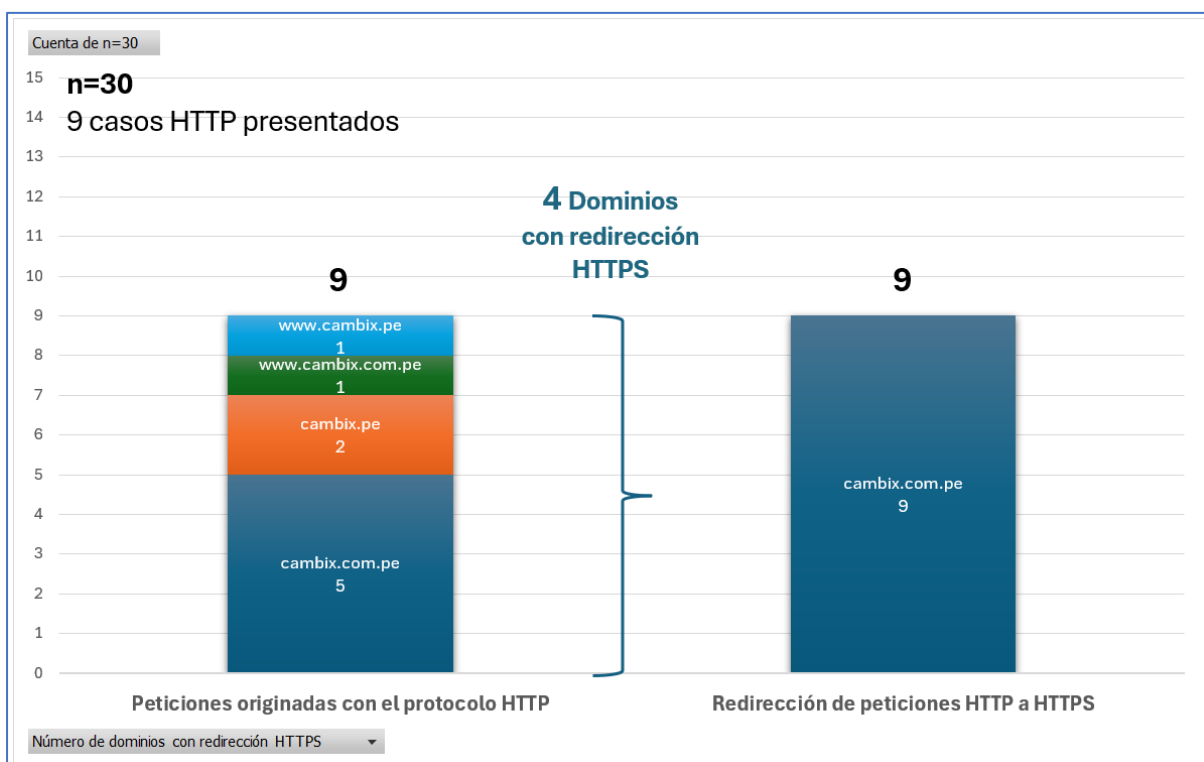 Cuenta de n=30
n=30
9 casos HTTP presentados
15
14
13
12
11
10
9
8
7
6
5
4
3
2
1
0
4 Dominios
con redirección
HTTPS
9
www.cambix.pe
1
www.cambix.com.pe
1
cambix.pe
2
cambix.com.pe
5
9
cambix.com.pe
9
Peticiones originadas con el protocolo HTTP
Redirección de peticiones HTTP a HTTPS
Número de dominios con redirección HTTPS